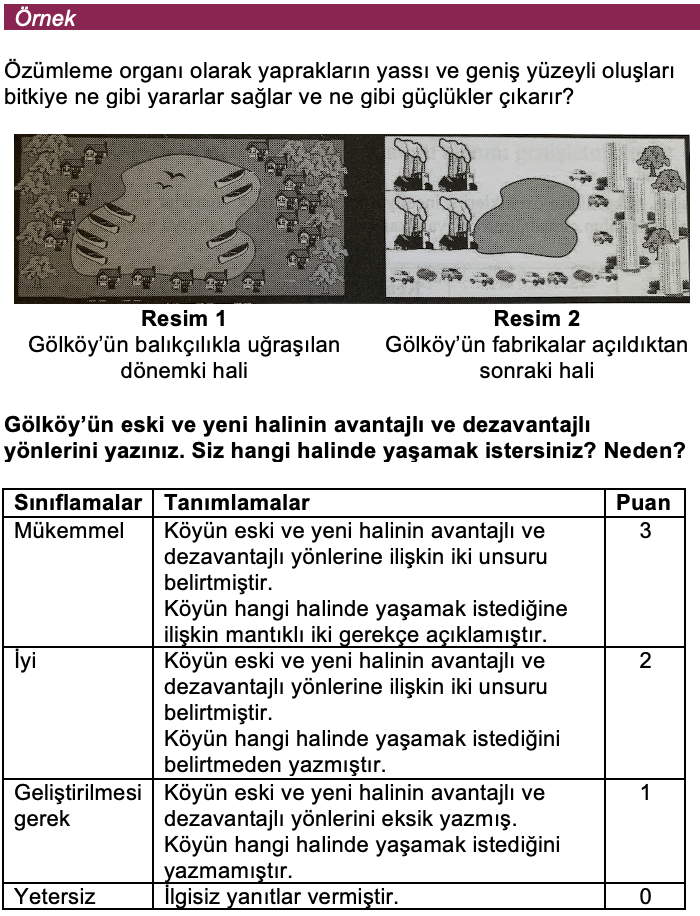 Örnek
Özümleme organı olarak yaprakların yassı ve geniş yüzeyli oluşları
bitkiye ne gibi yararlar sağlar ve ne gibi güçlükler çıkarır?
Resim 1
Gölköy’ün balıkçılıkla uğraşılan
dönemki hali
Resim 2
Gölköy’ün fabrikalar açıldıktan
sonraki hali
Gölköy’ün eski ve yeni halinin avantajlı ve dezavantajlı
yönlerini yazınız. Siz hangi halinde yaşamak istersiniz? Neden?
Sınıflamalar Tanımlamalar Puan
Mükemmel Köyün eski ve yeni halinin avantajlı ve 3
dezavantajlı yönlerine ilişkin iki unsuru
belirtmiştir.
Köyün hangi halinde yaşamak istediğine
ilişkin mantıklı iki gerekçe açıklamıştır.
İyi Köyün eski ve yeni halinin avantajlı ve 2
dezavantajlı yönlerine ilişkin iki unsuru
belirtmiştir.
Köyün hangi halinde yaşamak istediğini
belirtmeden yazmıştır.
Geliştirilmesi Köyün eski ve yeni halinin avantajlı ve 1
gerek dezavantajlı yönlerini eksik yazmış.
Köyün hangi halinde yaşamak istediğini
yazmamıştır.
Yetersiz İlgisiz yanıtlar vermiştir. 0